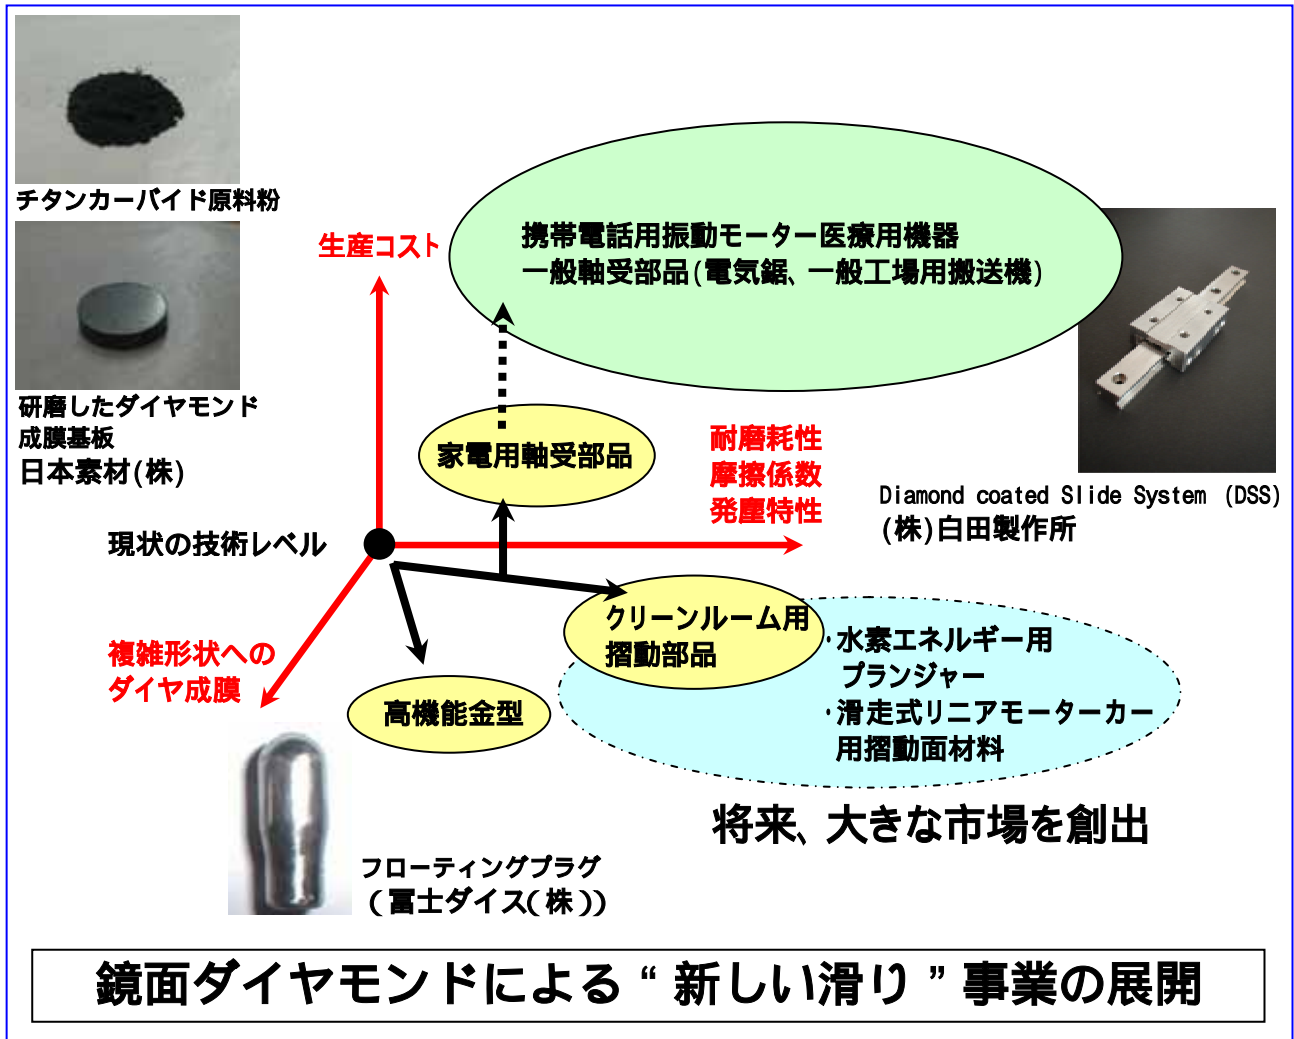 チタンカーバイド原料粉
研磨したダイヤモンド
成膜基板
日本素材(株)
生産コスト
携帯電話用振動モーター医療用機器
一般軸受部品(電気鋸、一般工場用搬送機)
家電用軸受部品
耐磨耗性
摩擦係数
発塵特性
Diamond coated Slide System (DSS)
(株)白田製作所
現状の技術レベル
複雑形状への
ダイヤ成膜
クリーンルーム用
摺動部品
高機能金型
・水素エネルギー用
プランジャー
・滑走式リニアモーターカー
用摺動面材料
将来、大きな市場を創出
フローティングプラグ
(冨士ダイス(株))
鏡面ダイヤモンドによる“新しい滑り”事業の展開